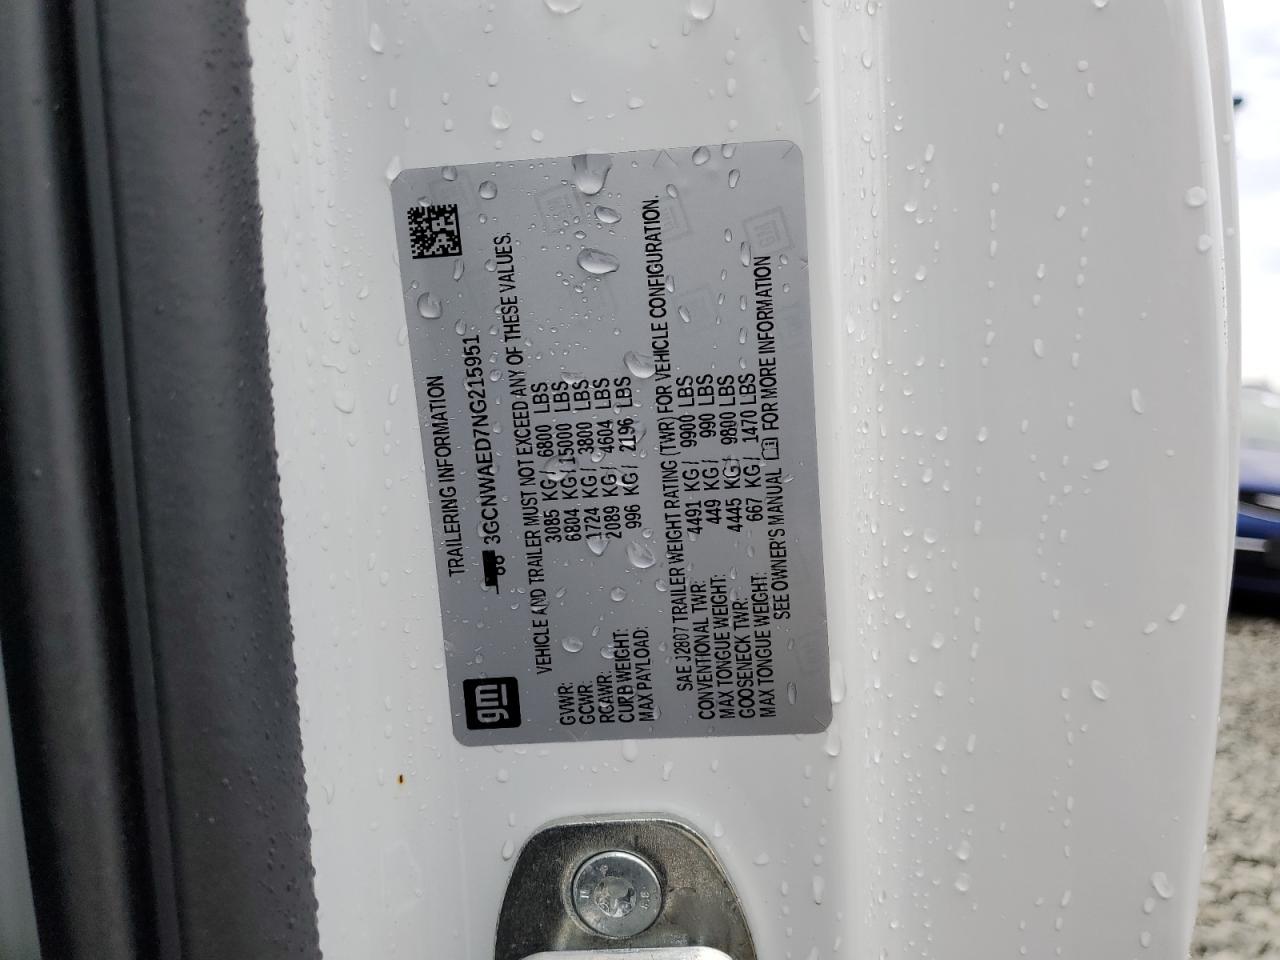 TRAILERING INFORMATION
gm
3GCNWAED7NG215951
VEHICLE AND TRAILER MUST NOT EXCEED ANY OF THESE VALUES.
GVWR: 3085 KG / 6800 LBS
GCWR: 6804 KG / 15000 LBS
RGAWR: 1724 KG / 3800 LBS
CURB WEIGHT: 2089 KG / 4604 LBS
MAX PAYLOAD: 996 KG / 2196 LBS
SAE J2807 TRAILER WEIGHT RATING (TWR) FOR VEHICLE CONFIGURATION.
CONVENTIONAL TWR: 4491 KG / 9900 LBS
MAX TONGUE WEIGHT: 449 KG / 990 LBS
GOOSENECK TWR: 4445 KG / 9800 LBS
MAX TONGUE WEIGHT: 667 KG / 1470 LBS
SEE OWNER'S MANUAL FOR MORE INFORMATION
GM
8.8